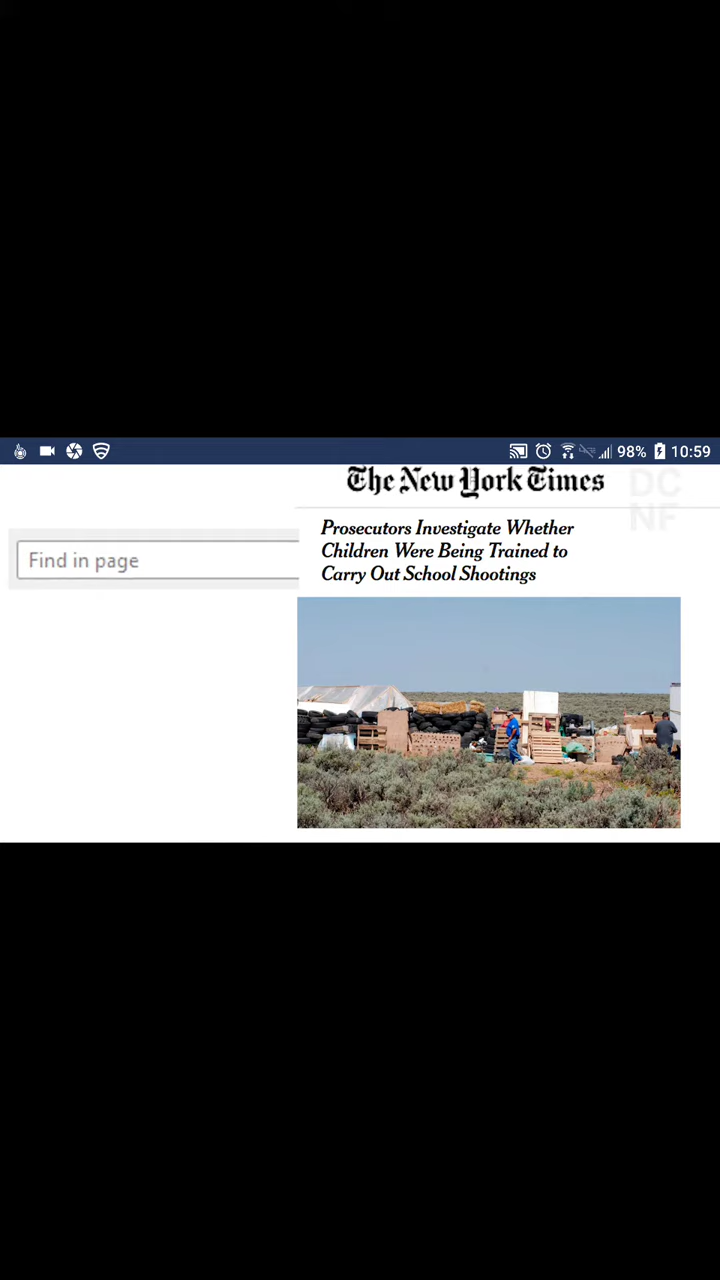 98% 10:59
The New York Times
DC
NF
Prosecutors Investigate Whether
Children Were Being Trained to
Carry Out School Shootings
Find in page